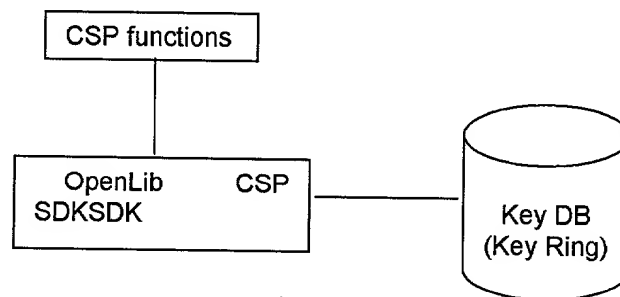 CSP functions
OpenLib CSP
SDKSDK
Key DB
(Key Ring)